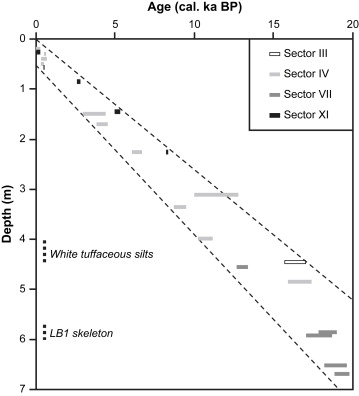 Age (cal. ka BP)
0 5 10 15 20
Depth (m)
0
1
2
3
4
5
6
7
Sector III
Sector IV
Sector VII
Sector XI
White tuffaceous silts
LB1 skeleton